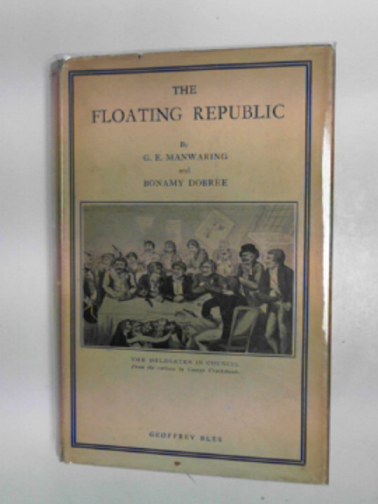 THE
FLOATING REPUBLIC
By
G. E. MANWARING
and
BONAMY DOBRÉE
THE DELEGATES IN COUNCIL
From the cartoon by George Cruikshank
GEOFFREY BLES